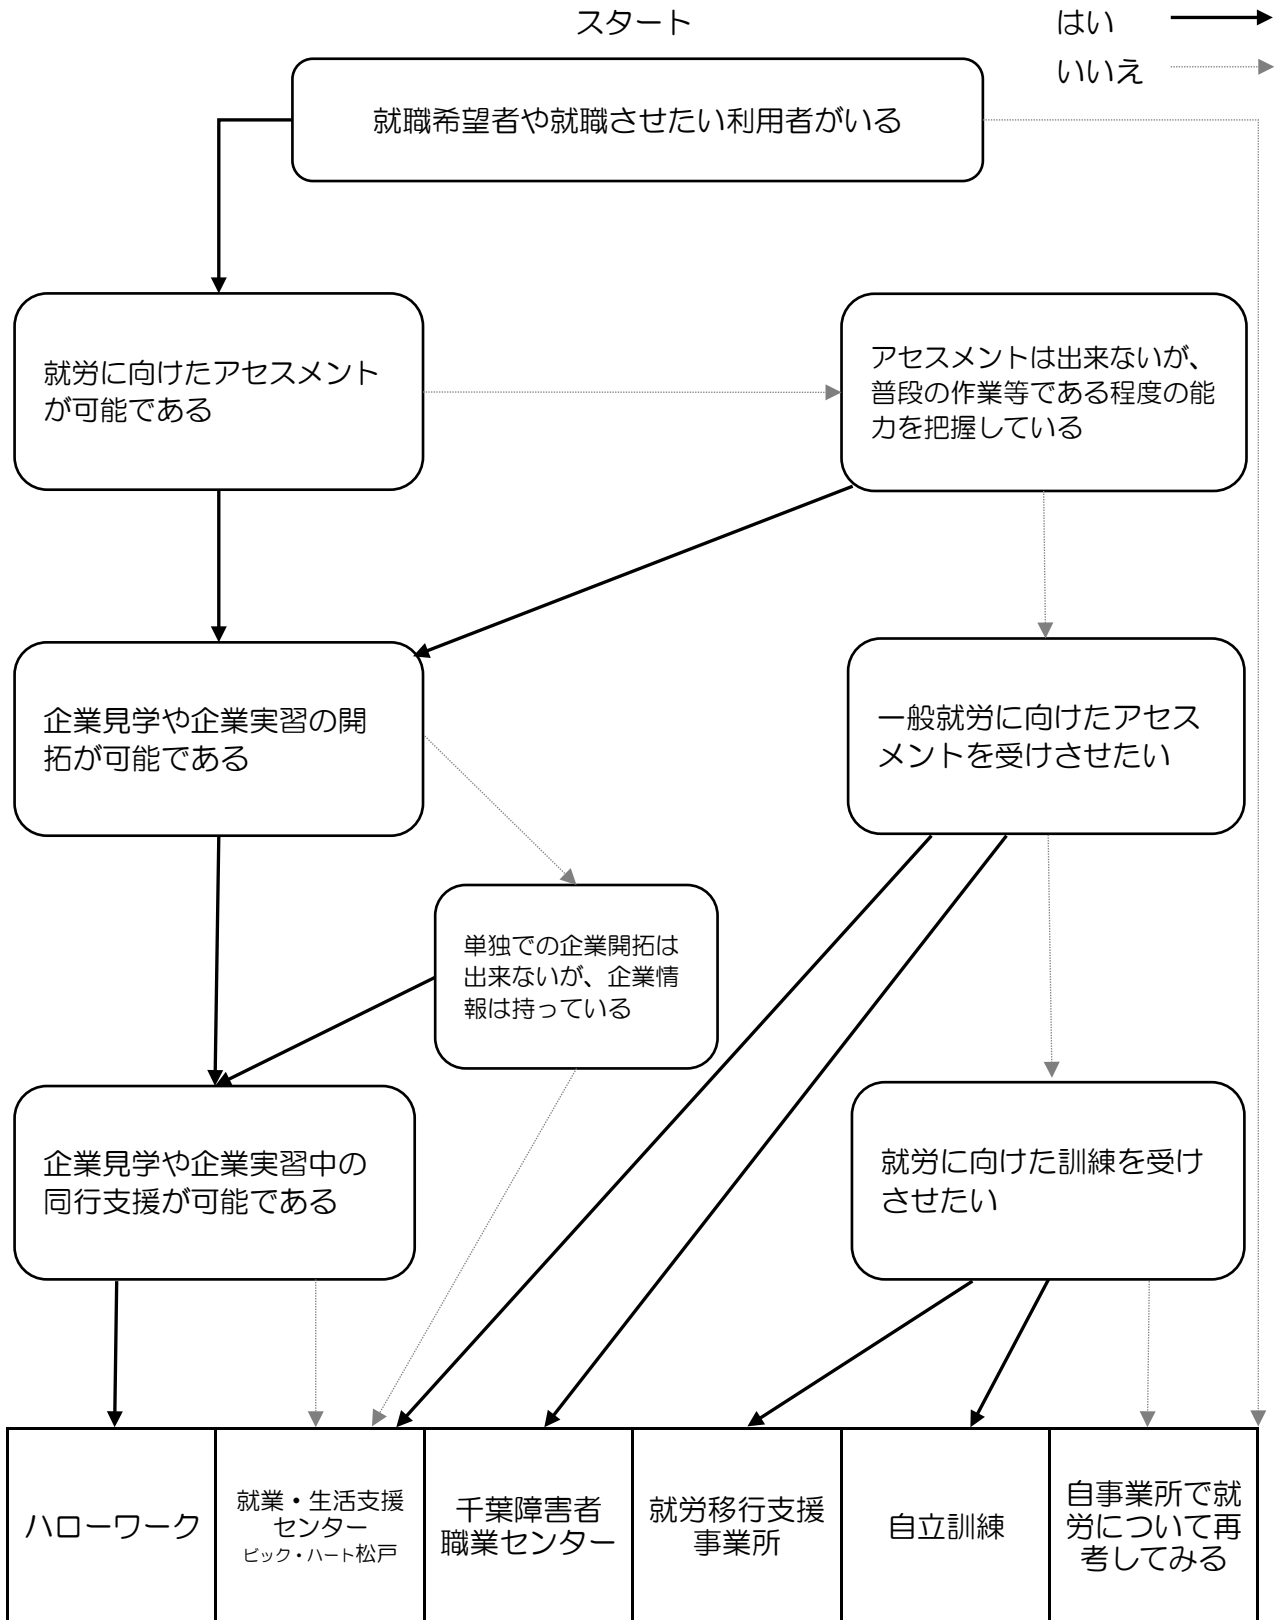 スタート
はい
いいえ
就職希望者や就職させたい利用者がいる
就労に向けたアセスメント
が可能である
アセスメントは出来ないが、
普段の作業等である程度の能
力を把握している
企業見学や企業実習の開
拓が可能である
一般就労に向けたアセス
メントを受けさせたい
単独での企業開拓は
出来ないが、企業情
報は持っている
企業見学や企業実習中の
同行支援が可能である
就労に向けた訓練を受け
させたい
ハローワーク
就業・生活支援
センター
ビック・ハート松戸
千葉障害者
職業センター
就労移行支援
事業所
自立訓練
自事業所で就
労について再
考してみる